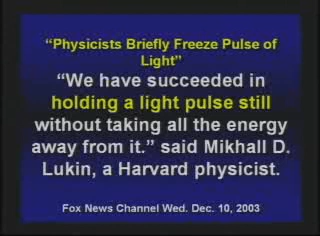 “Physicists Briefly Freeze Pulse of
Light”
“We have succeeded in
holding a light pulse still
without taking all the energy
away from it.” said Mikhall D.
Lukin, a Harvard physicist.
Fox News Channel Wed. Dec. 10, 2003